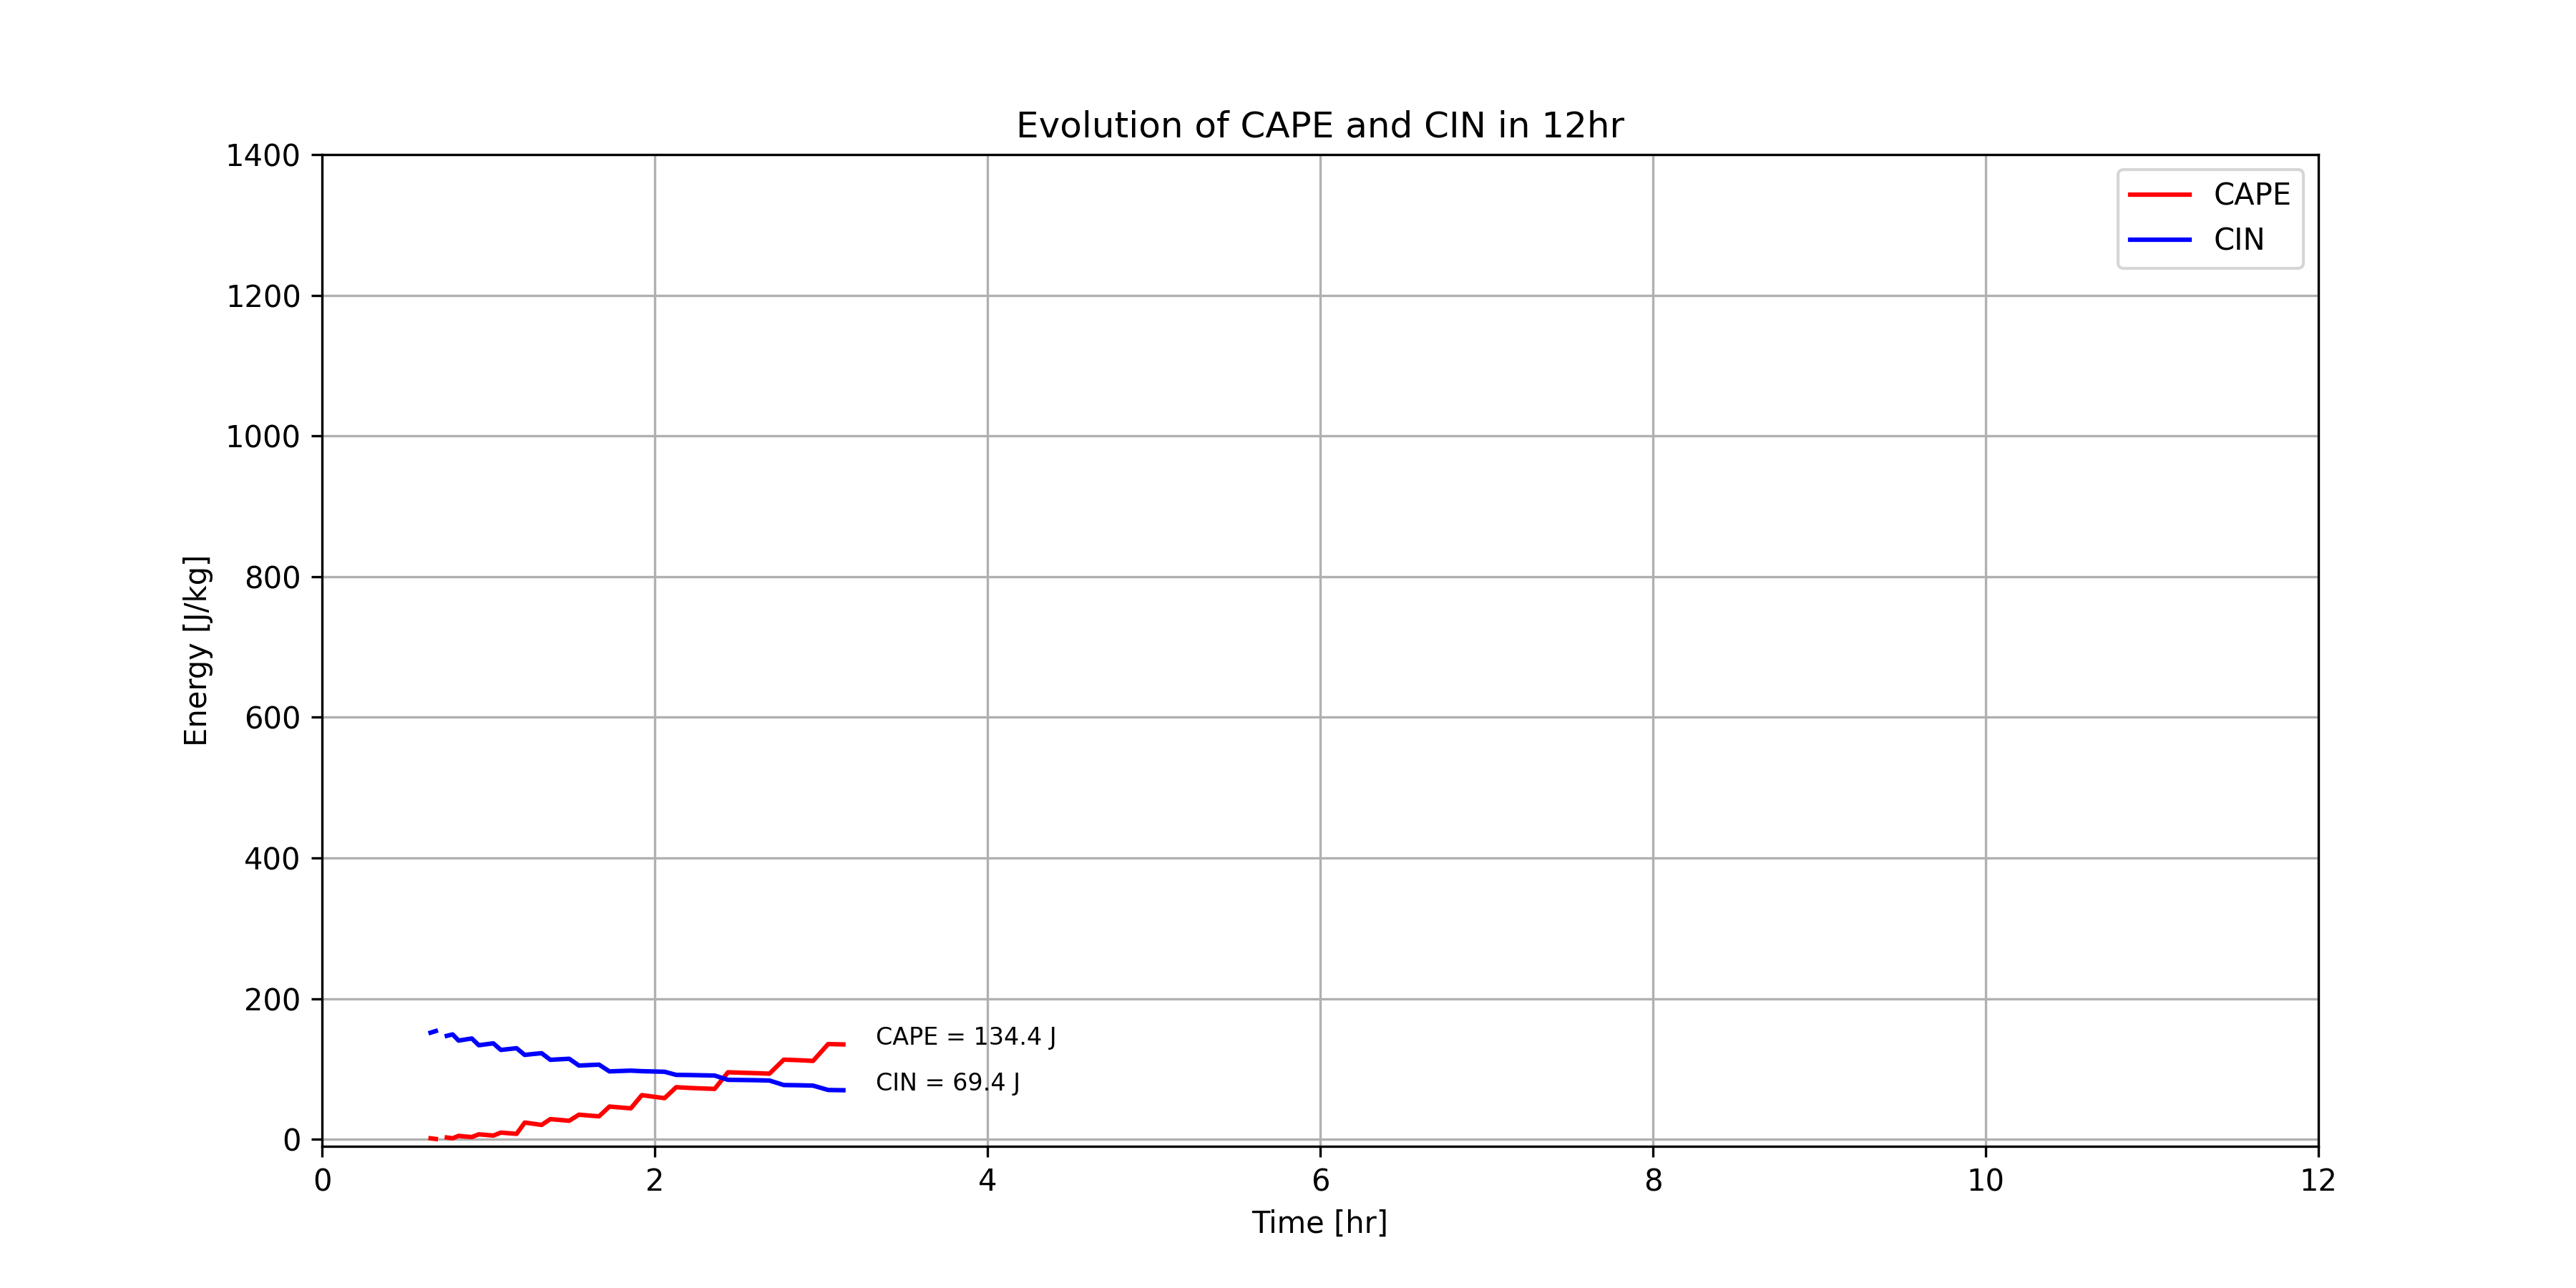 Evolution of CAPE and CIN in 12hr
1400
1200
1000
800
600
400
200
0
Energy [J/kg]
CAPE
CIN
CAPE = 134.4 J
CIN = 69.4 J
0 2 4 6 8 10 12
Time [hr]